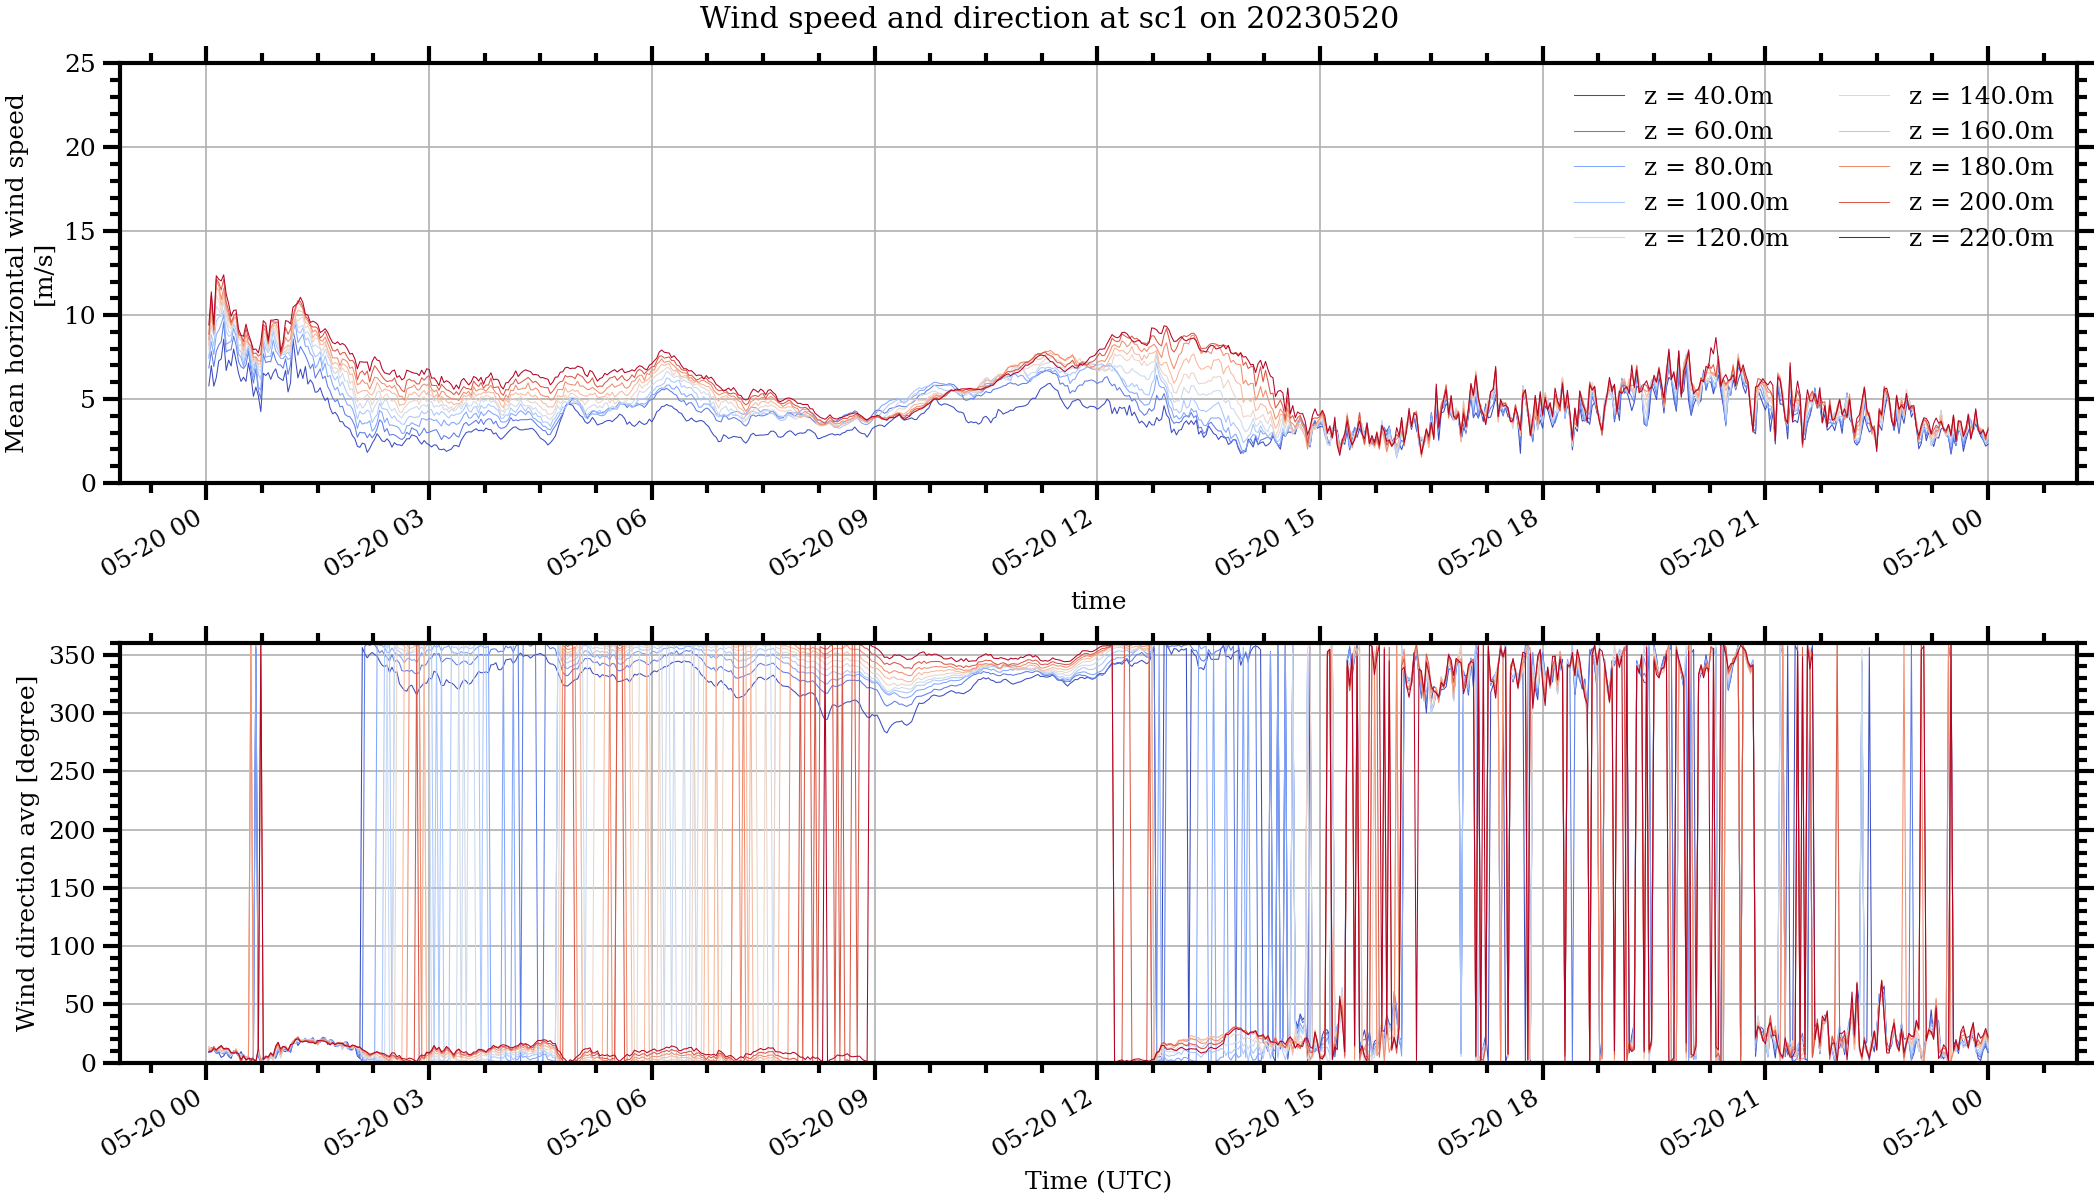 Wind speed and direction at sc1 on 20230520
Mean horizontal wind speed
[m/s]
25
20
15
10
5
0
z = 40.0m
z = 60.0m
z = 80.0m
z = 100.0m
z = 120.0m
z = 140.0m
z = 160.0m
z = 180.0m
z = 200.0m
z = 220.0m
05-20 00
05-20 03
05-20 06
05-20 09
05-20 12
05-20 15
05-20 18
05-20 21
05-21 00
time
Wind direction avg [degree]
350
300
250
200
150
100
50
0
05-20 00
05-20 03
05-20 06
05-20 09
05-20 12
05-20 15
05-20 18
05-20 21
05-21 00
Time (UTC)